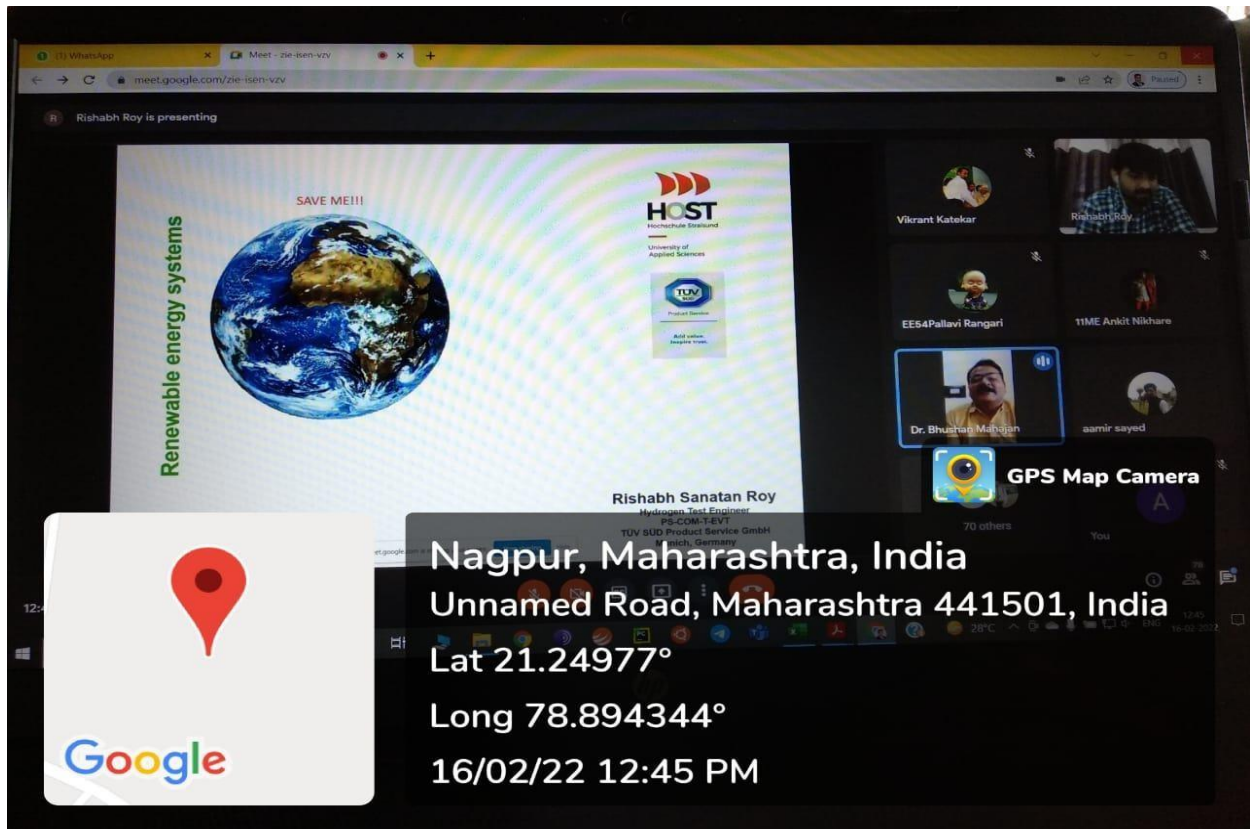 (1) WhatsApp
Meet - zie-isen-vzv
meet.google.com/zie-isen-vzv
Paused
R
Rishabh Roy is presenting
Renewable energy systems
SAVE ME!!!
HOST
Hochschule Stralsund
University of
Applied Sciences
TÜV
SÜD
Product Service
Add value.
Inspire trust.
Rishabh Sanatan Roy
Hydrogen Test Engineer
PS-COM-T-EVT
TÜV SÜD Product Service GmbH
Munich, Germany
Vikrant Katekar
Rishabh Roy
EE54Pallavi Rangari
11ME Ankit Nikhare
Dr. Bhushan Mahajan
aamir sayed
70 others
A
You
GPS Map Camera
Nagpur, Maharashtra, India
Unnamed Road, Maharashtra 441501, India
Lat 21.24977°
Long 78.894344°
16/02/22 12:45 PM
Google
28°C
ENG
12:45
16-02-2022